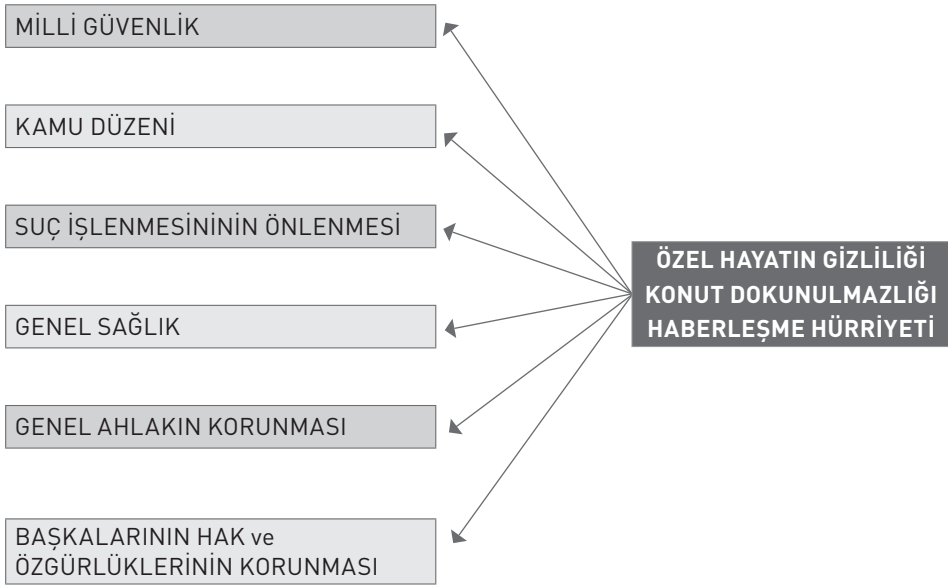 MİLLİ GÜVENLİK
KAMU DÜZENİ
SUÇ İŞLENMESİNİNİN ÖNLENMESİ
GENEL SAĞLIK
GENEL AHLAKIN KORUNMASI
BAŞKALARININ HAK ve
ÖZGÜRLÜKLERİNİN KORUNMASI
ÖZEL HAYATIN GİZLİLİĞİ
KONUT DOKUNULMAZLIĞI
HABERLEŞME HÜRRİYETİ